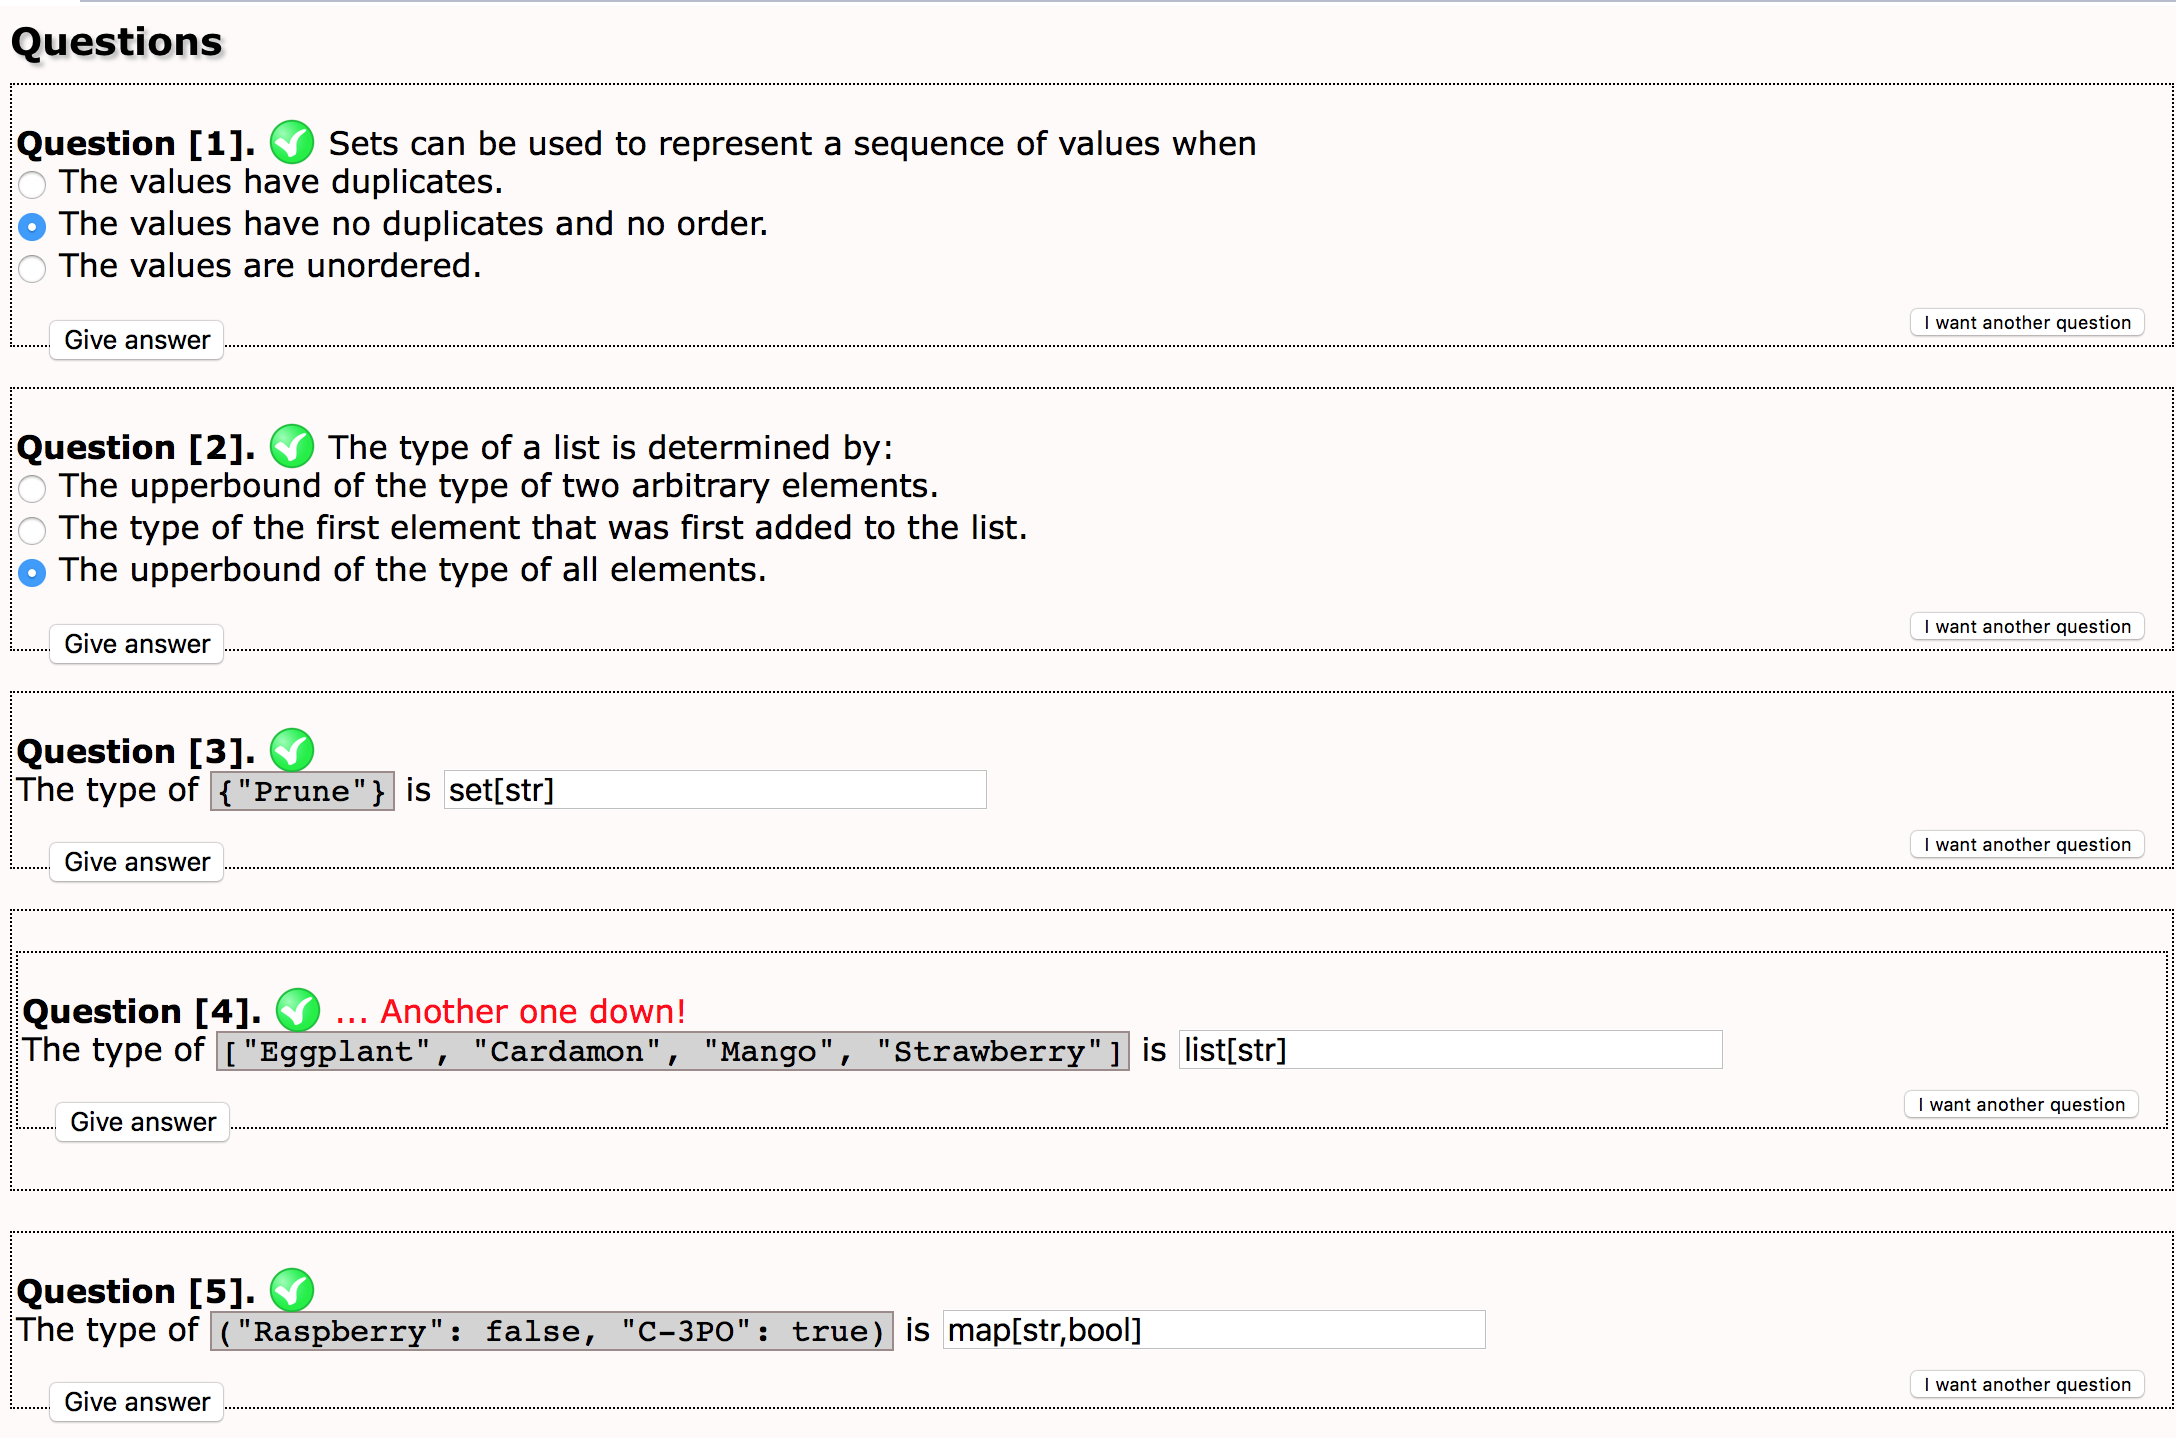 Questions
Question [1]. Sets can be used to represent a sequence of values when
The values have duplicates.
The values have no duplicates and no order.
The values are unordered.
I want another question
Give answer
Question [2]. The type of a list is determined by:
The upperbound of the type of two arbitrary elements.
The type of the first element that was first added to the list.
The upperbound of the type of all elements.
I want another question
Give answer
Question [3].
The type of {"Prune"} is set[str]
I want another question
Give answer
Question [4]. ... Another one down!
The type of ["Eggplant", "Cardamon", "Mango", "Strawberry"] is list[str]
I want another question
Give answer
Question [5].
The type of ("Raspberry": false, "C-3PO": true) is map[str,bool]
I want another question
Give answer